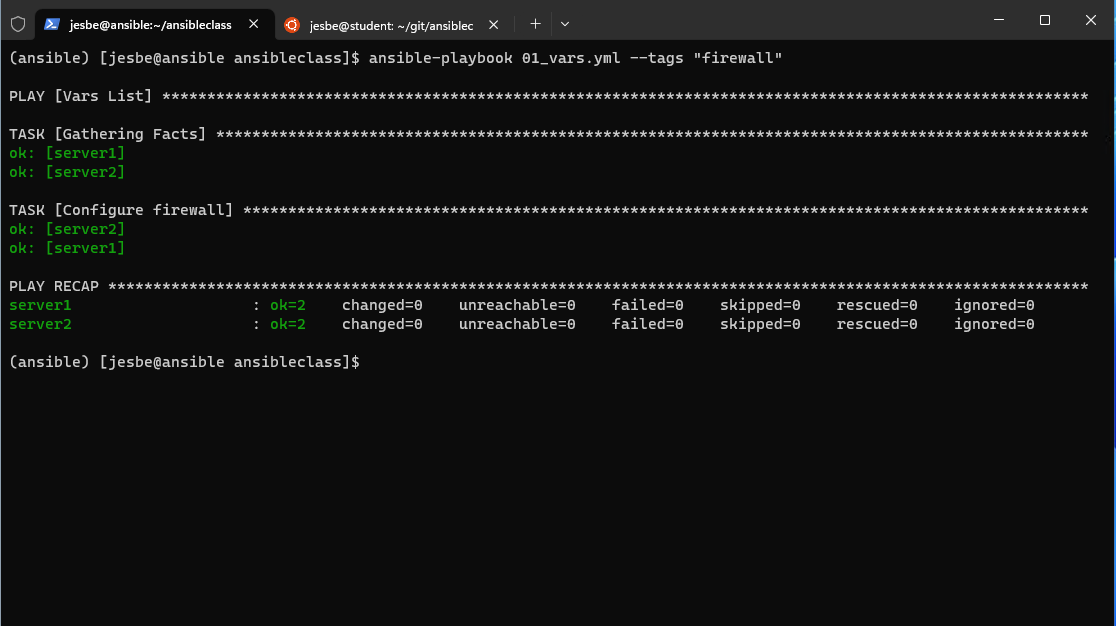 jesbe@ansible:~/ansibleclass
jesbe@student: ~/git/ansiblec
(ansible) [jesbe@ansible ansibleclass]$ ansible-playbook 01_vars.yml --tags "firewall"
PLAY [Vars List] *******************************************************************************************************
TASK [Gathering Facts] *************************************************************************************************
ok: [server1]
ok: [server2]
TASK [Configure firewall] **********************************************************************************************
ok: [server2]
ok: [server1]
PLAY RECAP *************************************************************************************************************
server1                    : ok=2    changed=0    unreachable=0    failed=0    skipped=0    rescued=0    ignored=0
server2                    : ok=2    changed=0    unreachable=0    failed=0    skipped=0    rescued=0    ignored=0
(ansible) [jesbe@ansible ansibleclass]$